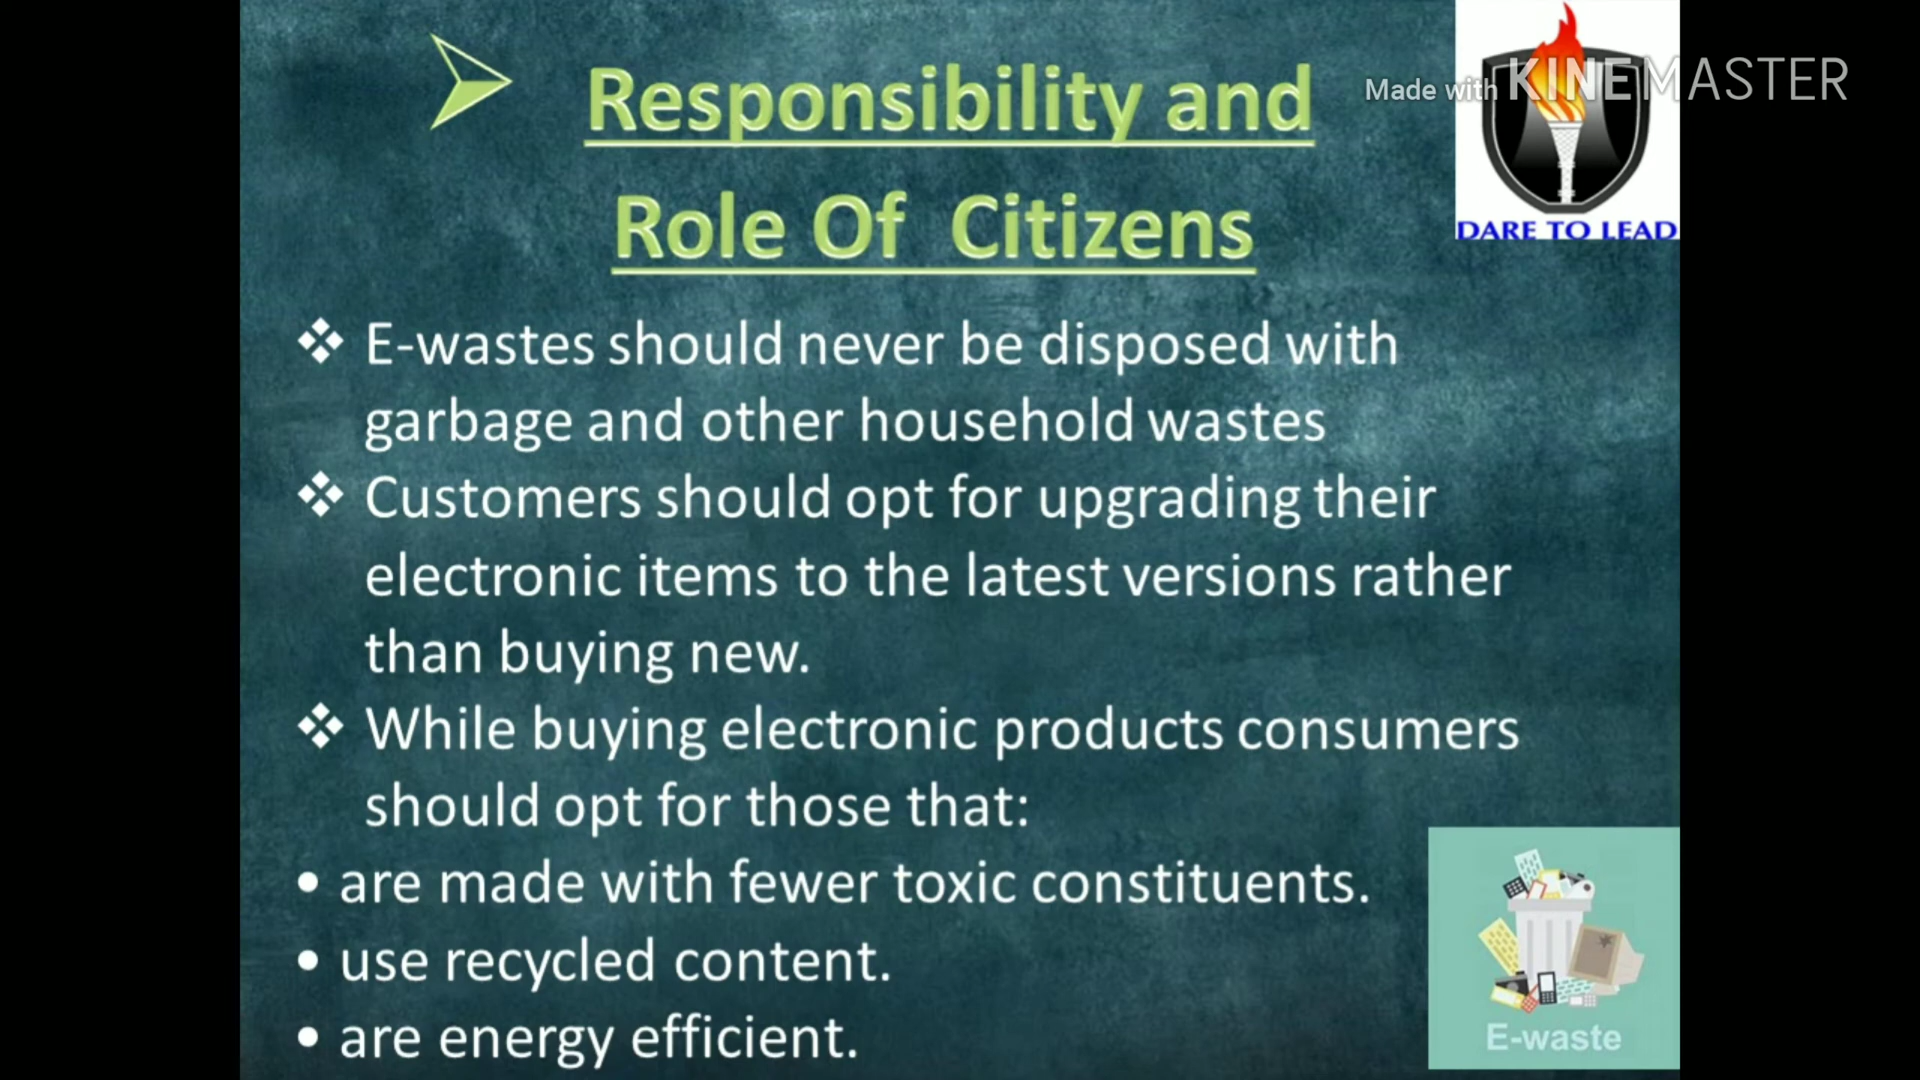 Responsibility and
Made with KINEMASTER
Role Of Citizens
DARE TO LEAD
❖ E-wastes should never be disposed with
garbage and other household wastes
❖ Customers should opt for upgrading their
electronic items to the latest versions rather
than buying new.
❖ While buying electronic products consumers
should opt for those that:
• are made with fewer toxic constituents.
• use recycled content.
• are energy efficient.
E-waste